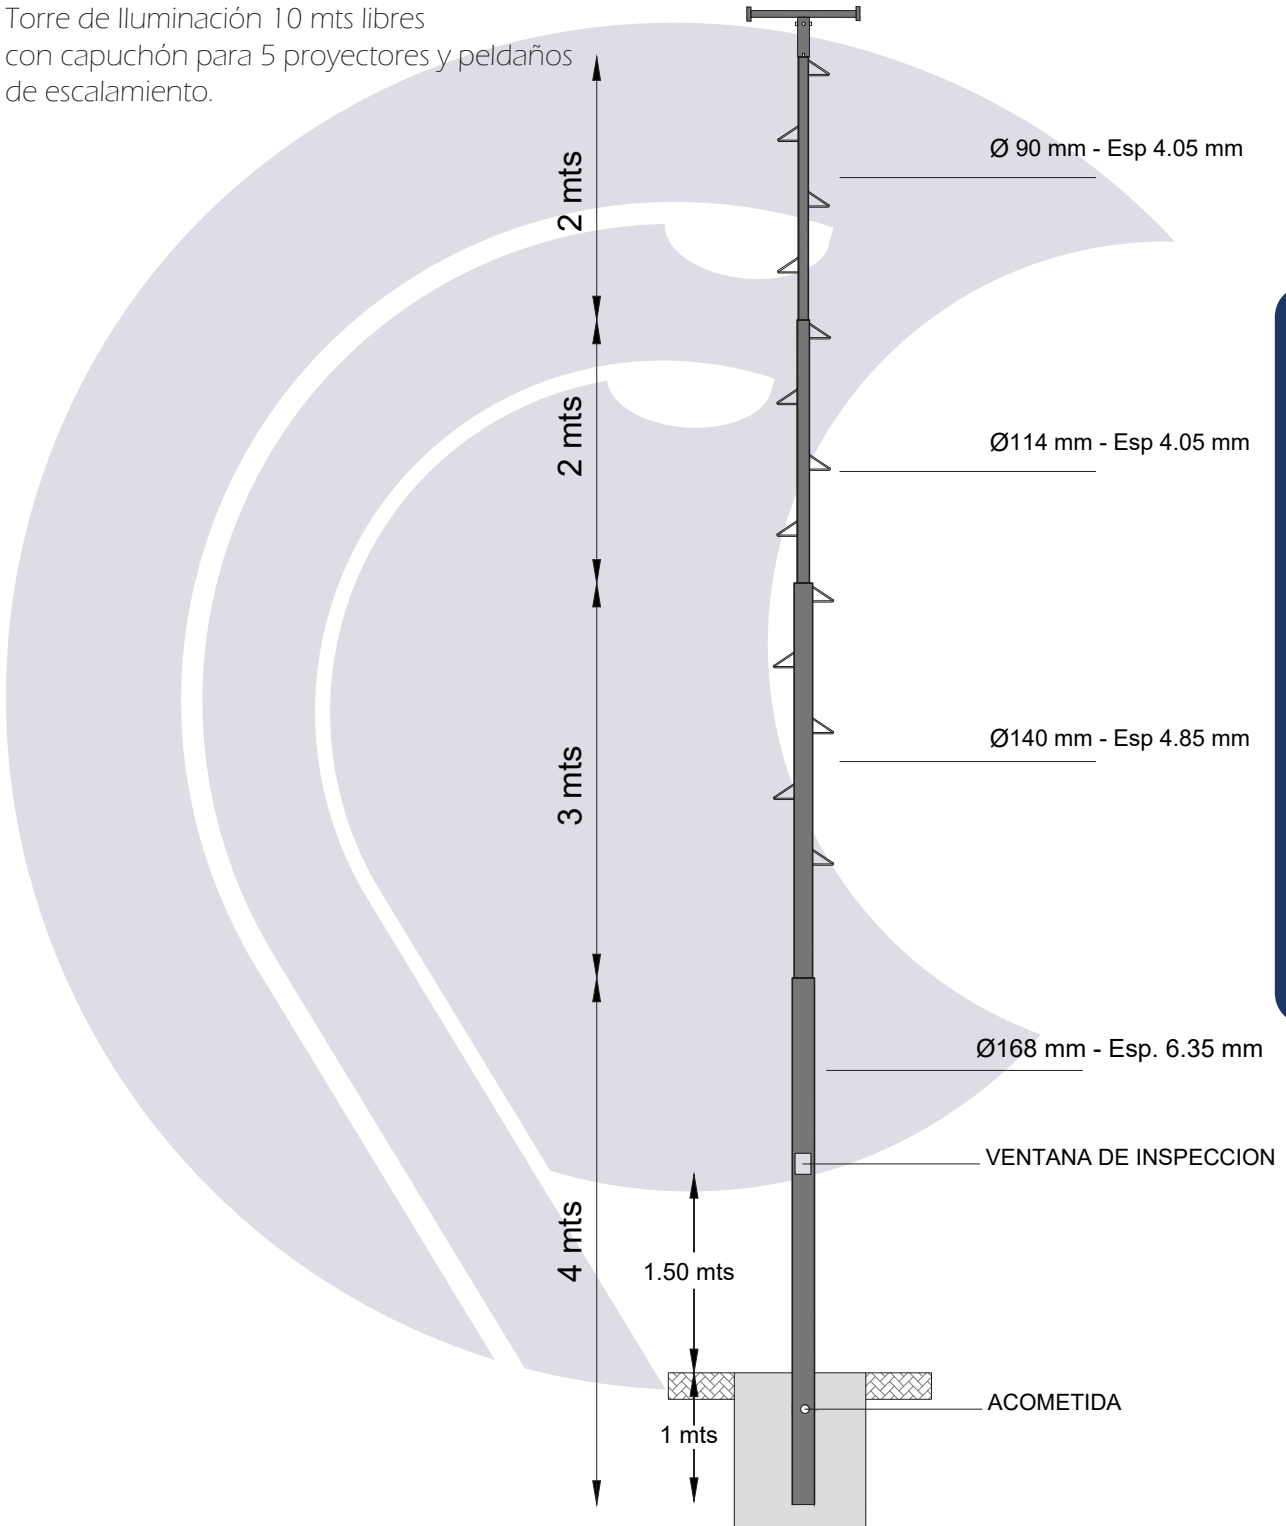 Torre de Iluminación 10 mts libres
con capuchón para 5 proyectores y peldaños
de escalamiento.
2 mts
Ø 90 mm - Esp 4.05 mm
2 mts
Ø114 mm - Esp 4.05 mm
3 mts
Ø140 mm - Esp 4.85 mm
Ø168 mm - Esp. 6.35 mm
VENTANA DE INSPECCION
4 mts
1.50 mts
ACOMETIDA
1 mts